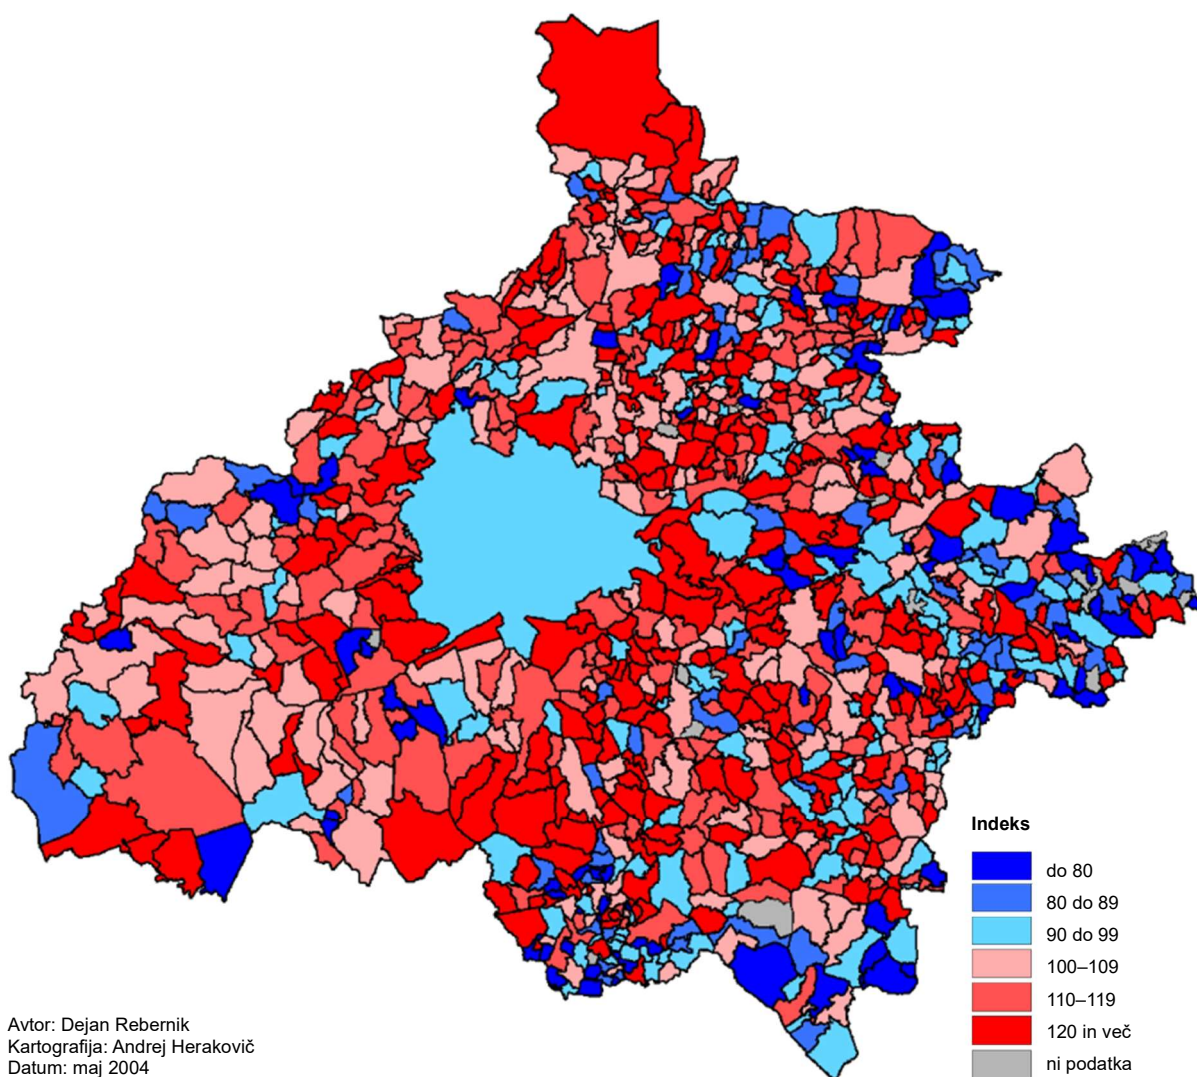 Indeks
do 80
80 do 89
90 do 99
100–109
110–119
120 in več
ni podatka
Avtor: Dejan Rebernik
Kartografija: Andrej Herakovič
Datum: maj 2004